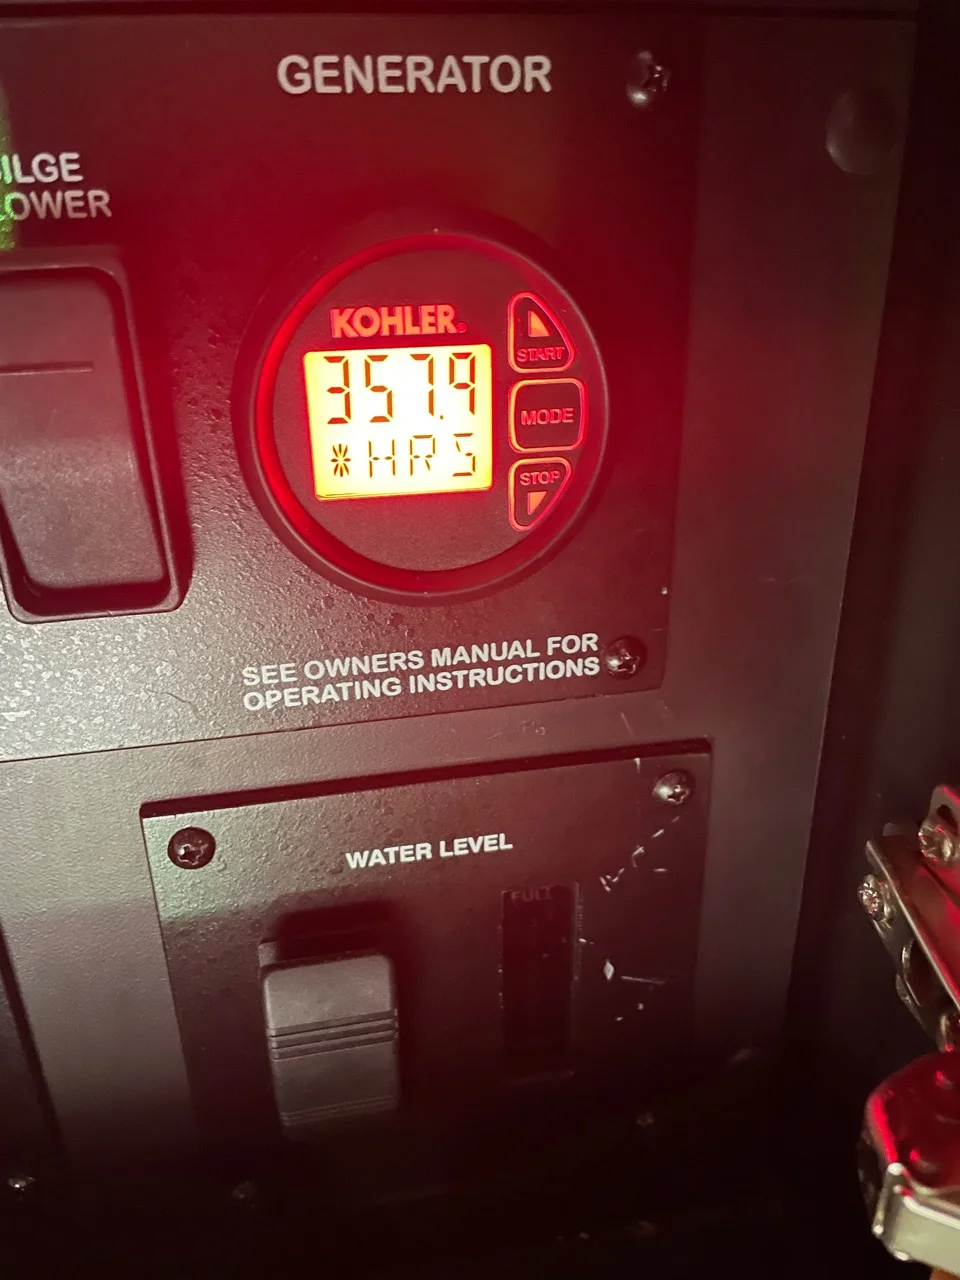 GENERATOR
ILGE
OWER
KOHLER®
357.9
*HRS
START
MODE
STOP
SEE OWNERS MANUAL FOR
OPERATING INSTRUCTIONS
WATER LEVEL
FULL